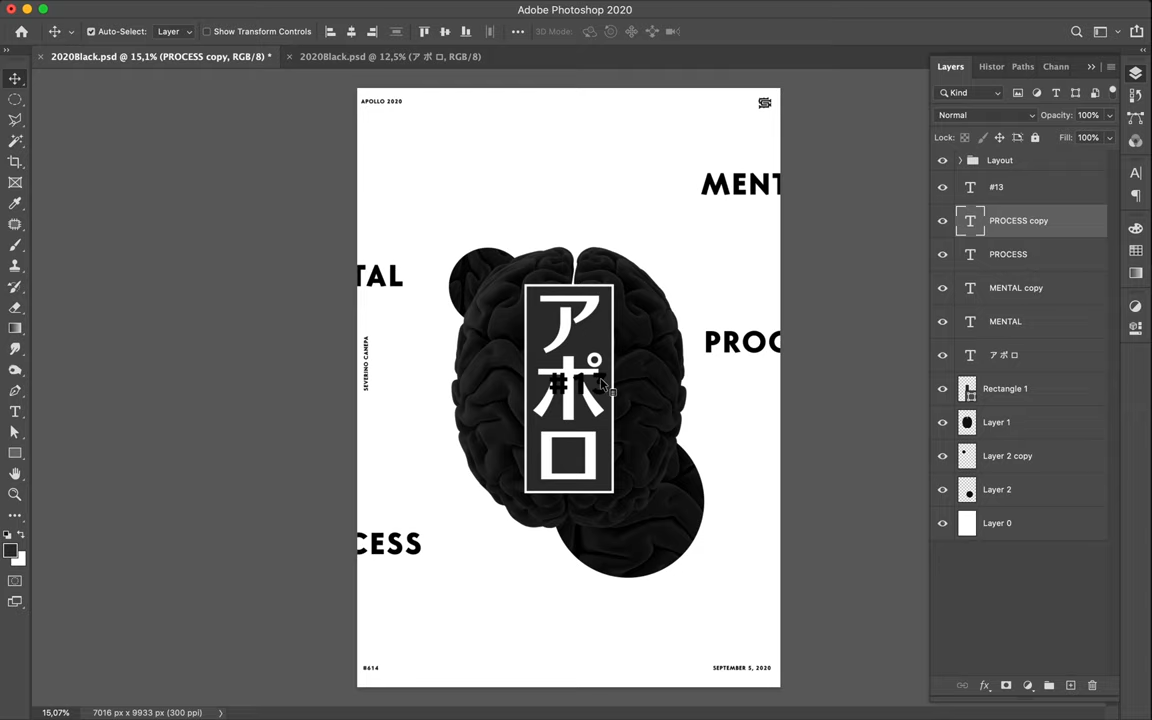 Adobe Photoshop 2020
Auto-Select: Layer Show Transform Controls 3D Mode:
2020Black.psd @ 15,1% (PROCESS copy, RGB/8) * 2020Black.psd @ 12,5% (ア ポ ロ, RGB/8)
Layers Histor Paths Chann
Kind
Normal Opacity: 100%
Lock: Fill: 100%
Layout
#13
PROCESS copy
PROCESS
MENTAL copy
MENTAL
ア ポ ロ
Rectangle 1
Layer 1
Layer 2 copy
Layer 2
Layer 0
APOLLO 2020
MENT
TAL
SEVERINO CANEPA
PROC
アポロ
#13
CESS
#614
SEPTEMBER 5, 2020
15,07% 7016 px x 9933 px (300 ppi)